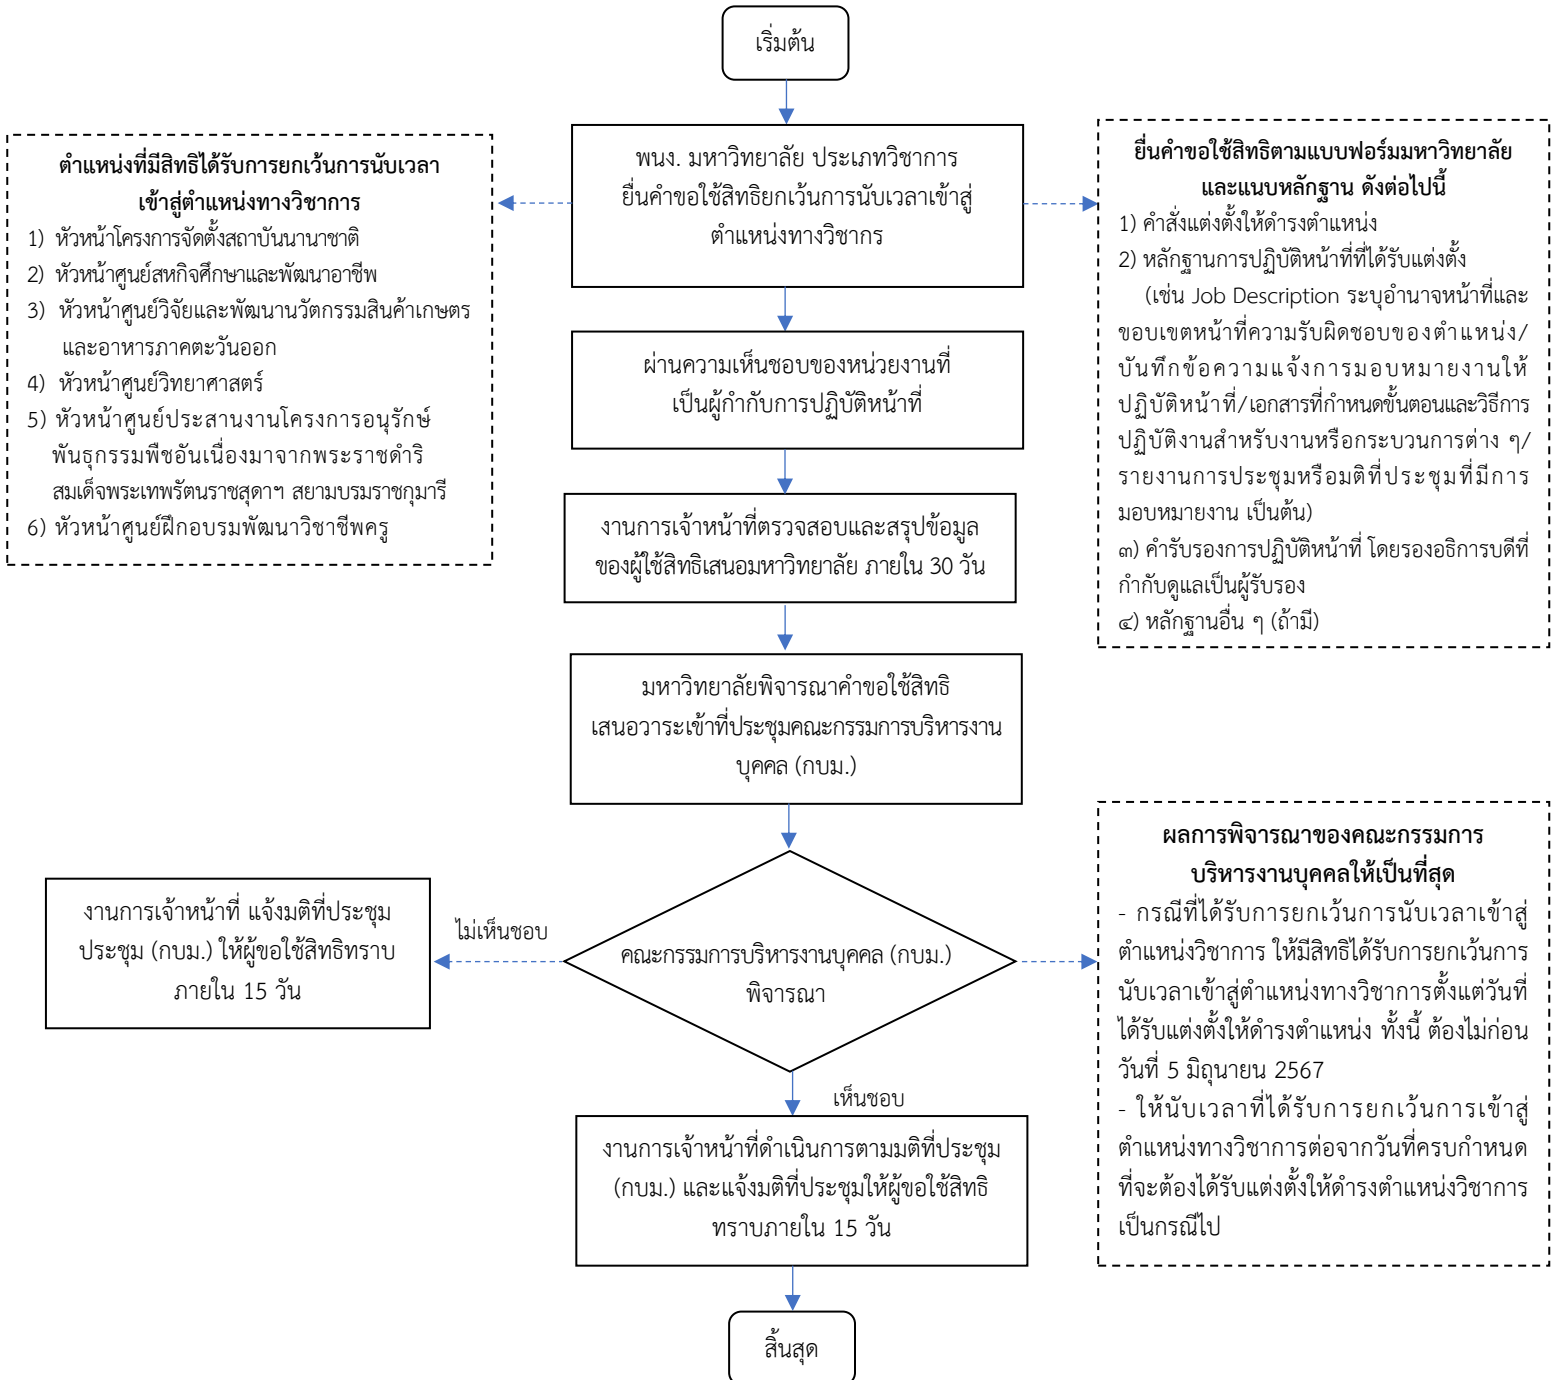 เริ่มต้น
พนง. มหาวิทยาลัย ประเภทวิชาการ
ยื่นคำขอใช้สิทธิยกเว้นการนับเวลาเข้าสู่
ตำแหน่งทางวิชากร
ตำแหน่งที่มีสิทธิได้รับการยกเว้นการนับเวลา
เข้าสู่ตำแหน่งทางวิชาการ
1) หัวหน้าโครงการจัดตั้งสถาบันนานาชาติ
2) หัวหน้าศูนย์สหกิจศึกษาและพัฒนาอาชีพ
3) หัวหน้าศูนย์วิจัยและพัฒนานวัตกรรมสินค้าเกษตร
และอาหารภาคตะวันออก
4) หัวหน้าศูนย์วิทยาศาสตร์
5) หัวหน้าศูนย์ประสานงานโครงการอนุรักษ์
พันธุกรรมพืชอันเนื่องมาจากพระราชดำริ
สมเด็จพระเทพรัตนราชสุดาฯ สยามบรมราชกุมารี
6) หัวหน้าศูนย์ฝึกอบรมพัฒนาวิชาชีพครู
ยื่นคำขอใช้สิทธิตามแบบฟอร์มมหาวิทยาลัย
และแนบหลักฐาน ดังต่อไปนี้
1) คำสั่งแต่งตั้งให้ดำรงตำแหน่ง
2) หลักฐานการปฏิบัติหน้าที่ที่ได้รับแต่งตั้ง
(เช่น Job Description ระบุอำนาจหน้าที่และ
ขอบเขตหน้าที่ความรับผิดชอบของตำแหน่ง/
บันทึกข้อความแจ้งการมอบหมายงานให้
ปฏิบัติหน้าที่/เอกสารที่กำหนดขั้นตอนและวิธีการ
ปฏิบัติงานสำหรับงานหรือกระบวนการต่าง ๆ/
รายงานการประชุมหรือมติที่ประชุมที่มีการ
มอบหมายงาน เป็นต้น)
๓) คำรับรองการปฏิบัติหน้าที่ โดยรองอธิการบดีที่
กำกับดูแลเป็นผู้รับรอง
๔) หลักฐานอื่น ๆ (ถ้ามี)
ผ่านความเห็นชอบของหน่วยงานที่
เป็นผู้กำกับการปฏิบัติหน้าที่
งานการเจ้าหน้าที่ตรวจสอบและสรุปข้อมูล
ของผู้ใช้สิทธิเสนอมหาวิทยาลัย ภายใน 30 วัน
มหาวิทยาลัยพิจารณาคำขอใช้สิทธิ
เสนอวาระเข้าที่ประชุมคณะกรรมการบริหารงาน
บุคคล (กบม.)
คณะกรรมการบริหารงานบุคคล (กบม.)
พิจารณา
ไม่เห็นชอบ
งานการเจ้าหน้าที่ แจ้งมติที่ประชุม
ประชุม (กบม.) ให้ผู้ขอใช้สิทธิทราบ
ภายใน 15 วัน
ผลการพิจารณาของคณะกรรมการ
บริหารงานบุคคลให้เป็นที่สุด
- กรณีที่ได้รับการยกเว้นการนับเวลาเข้าสู่
ตำแหน่งวิชาการ ให้มีสิทธิได้รับการยกเว้นการ
นับเวลาเข้าสู่ตำแหน่งทางวิชาการตั้งแต่วันที่
ได้รับแต่งตั้งให้ดำรงตำแหน่ง ทั้งนี้ ต้องไม่ก่อน
วันที่ 5 มิถุนายน 2567
- ให้นับเวลาที่ได้รับการยกเว้นการเข้าสู่
ตำแหน่งทางวิชาการต่อจากวันที่ครบกำหนด
ที่จะต้องได้รับแต่งตั้งให้ดำรงตำแหน่งวิชาการ
เป็นกรณีไป
เห็นชอบ
งานการเจ้าหน้าที่ดำเนินการตามมติที่ประชุม
(กบม.) และแจ้งมติที่ประชุมให้ผู้ขอใช้สิทธิ
ทราบภายใน 15 วัน
สิ้นสุด